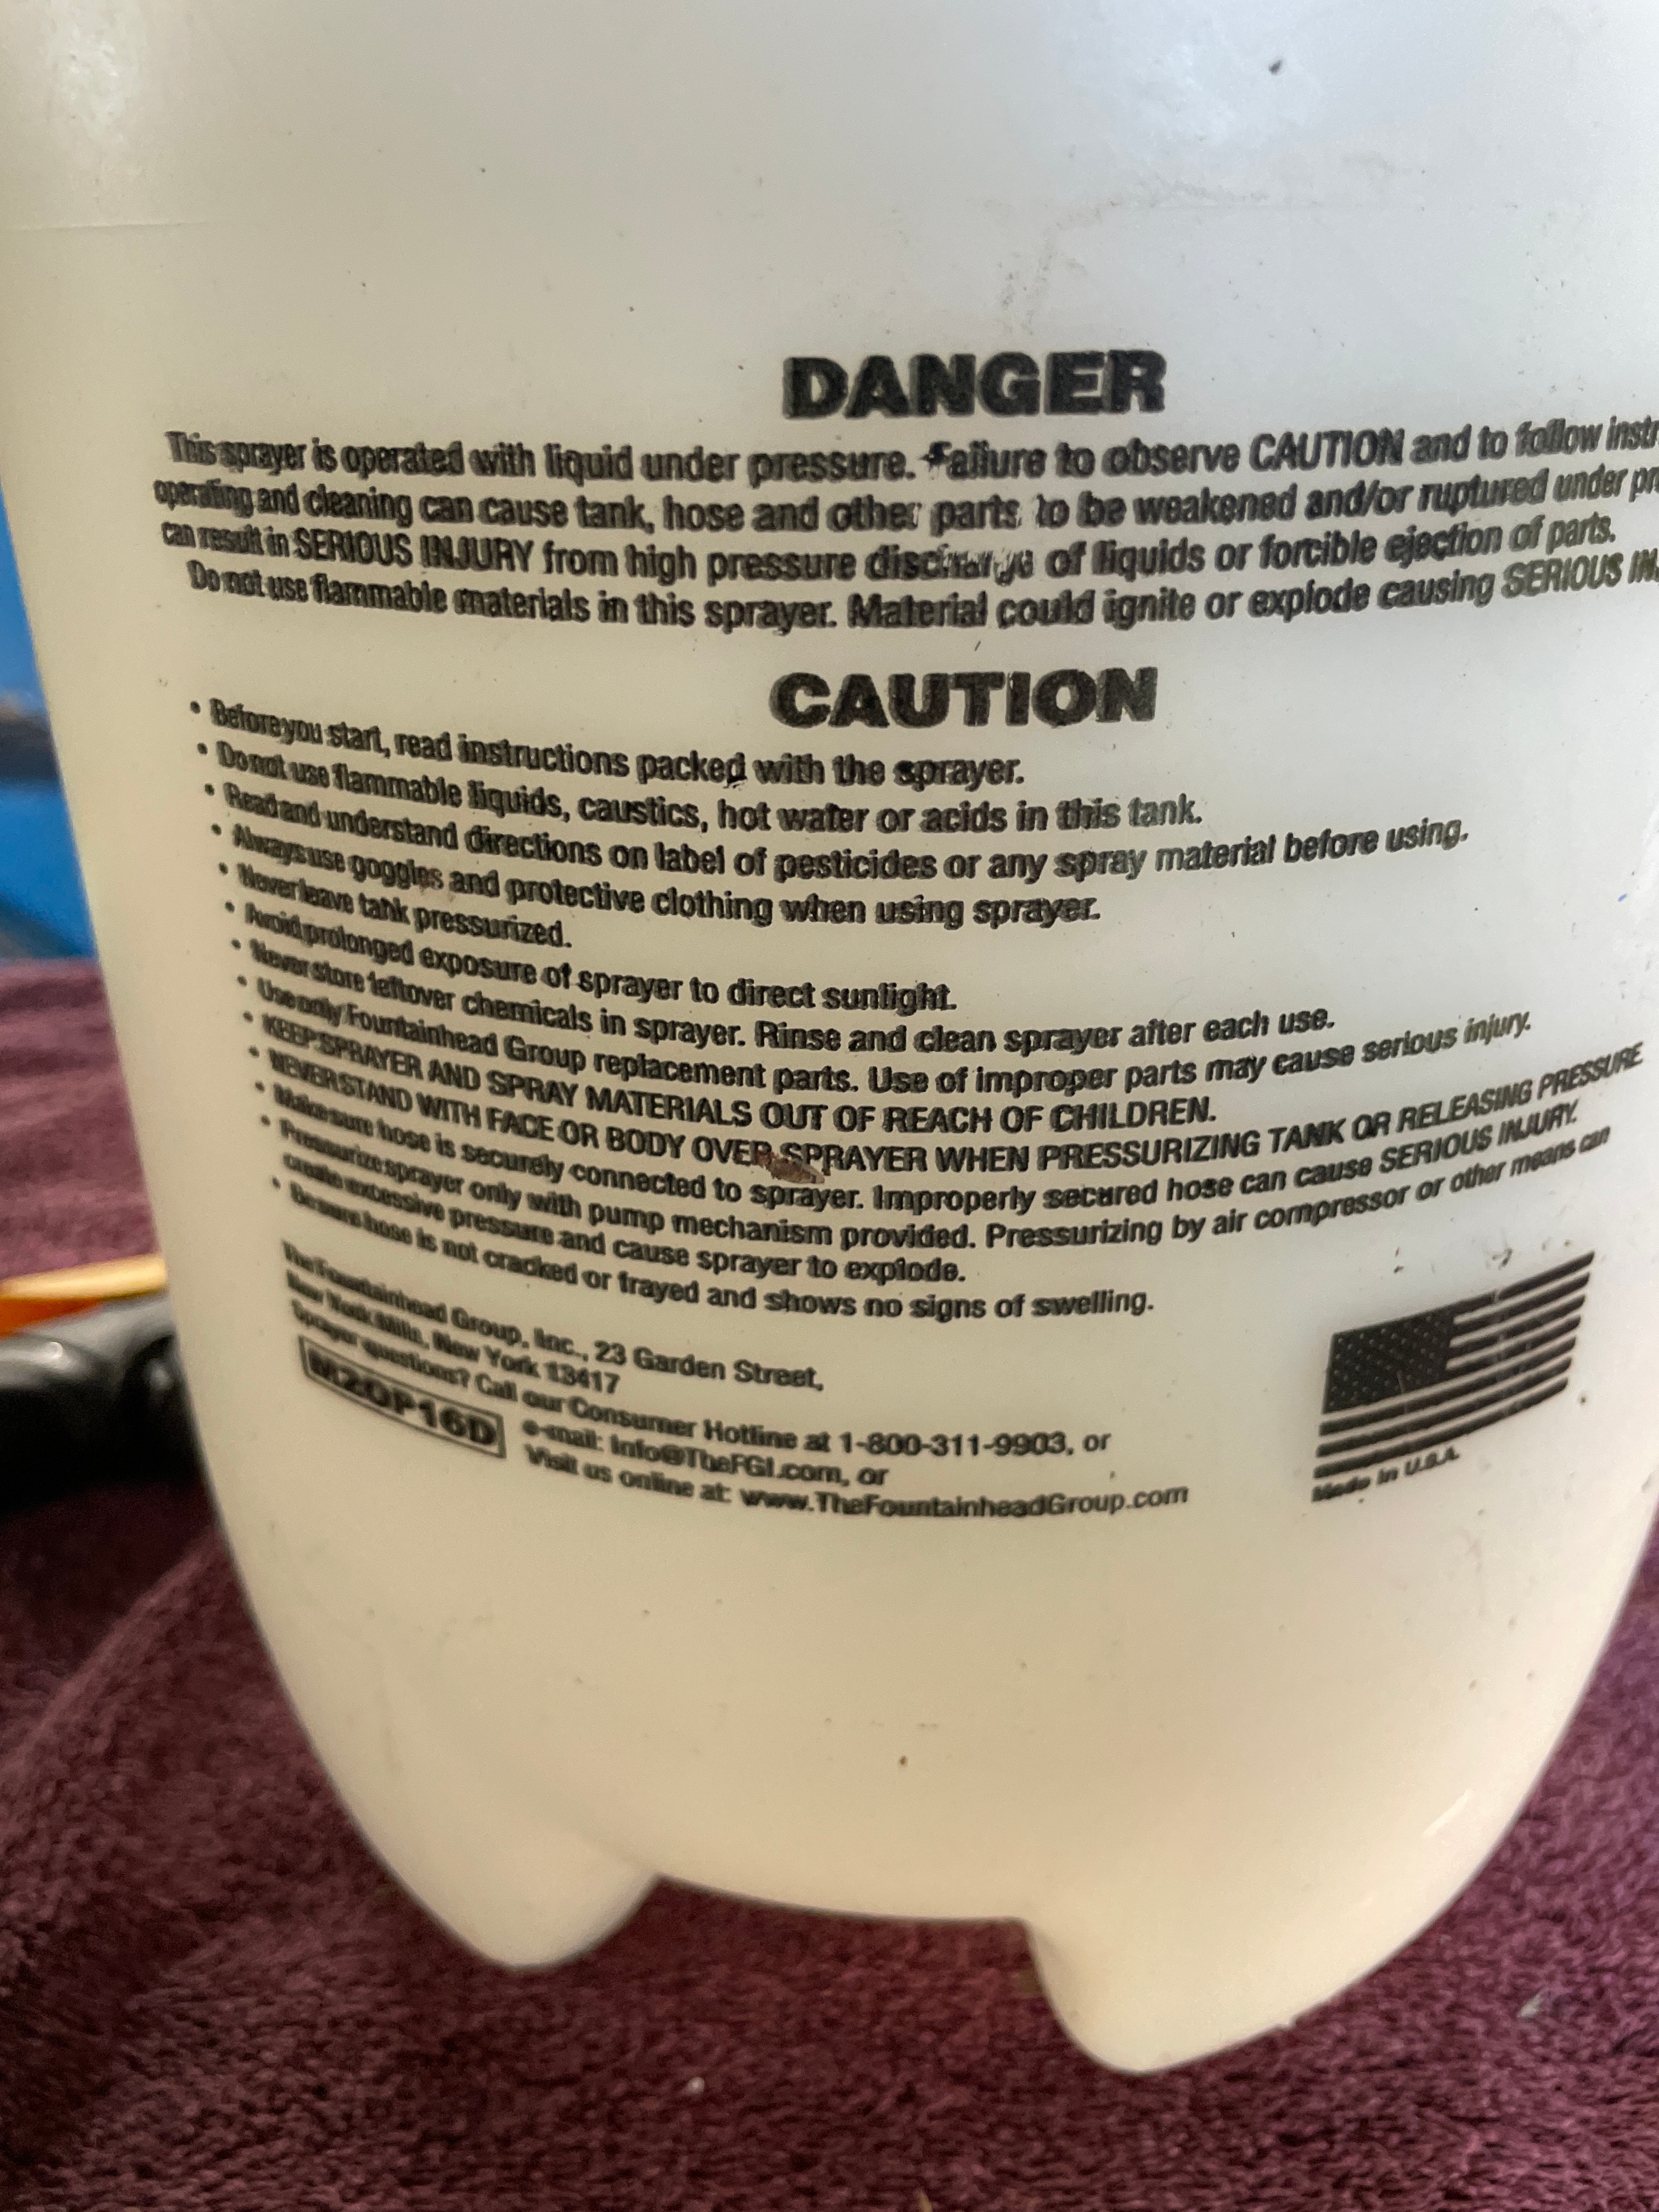 DANGER
This sprayer is operated with liquid under pressure. Failure to observe CAUTION and to follow
operating and cleaning can cause tank, hose and other parts to be weakened and/or ruptured under
can result in SERIOUS INJURY from high pressure discharge of liquids or forcible ejection of parts.
Do not use flammable materials in this sprayer. Material could ignite or explode causing SERIOUS
CAUTION
• Before you start, read instructions packed with the sprayer.
• Do not use flammable liquids, caustics, hot water or acids in this tank.
• Read and understand directions on label of pesticides or any spray material before using.
• Always use goggles and protective clothing when using sprayer.
• Never leave tank pressurized.
• Avoid prolonged exposure of sprayer to direct sunlight.
• Never store leftover chemicals in sprayer. Rinse and clean sprayer after each use.
• Use only Fountainhead Group replacement parts. Use of improper parts may cause serious injury.
• KEEP SPRAYER AND SPRAY MATERIALS OUT OF REACH OF CHILDREN.
• NEVER STAND WITH FACE OR BODY OVER SPRAYER WHEN PRESSURIZING TANK OR RELEASING PRESSURE
• Make sure hose is securely connected to sprayer. Improperly secured hose can cause SERIOUS INJURY.
• Pressurize sprayer only with pump mechanism provided. Pressurizing by air compressor or other means can
create excessive pressure and cause sprayer to explode.
• Be sure hose is not cracked or frayed and shows no signs of swelling.
The Fountainhead Group, Inc., 23 Garden Street,
New York Mills, New York 13417
Sprayer questions? Call our Consumer Hotline at 1-800-311-9903, or
e-mail: Info@TheFGI.com, or
Visit us online at: www.TheFountainheadGroup.com
M2OP16D
Made in U.S.A.